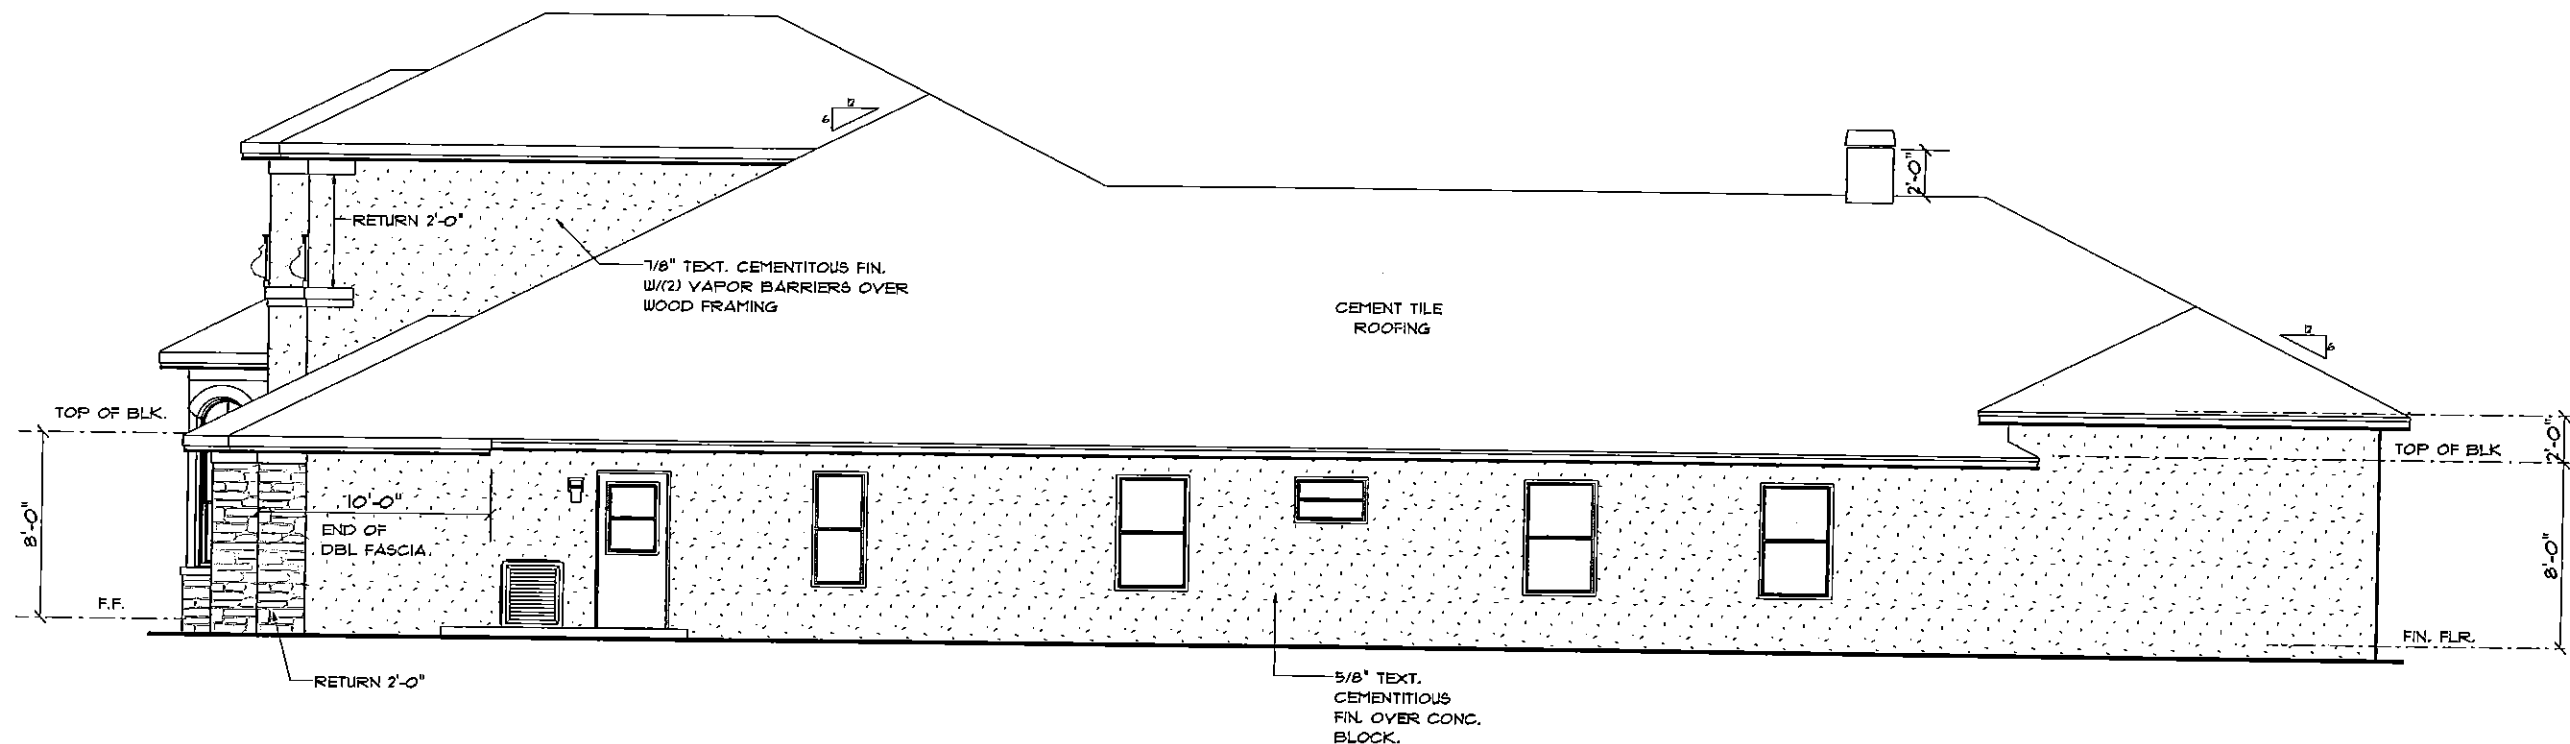 12
6
2'-0"
RETURN 2'-0"
7/8" TEXT. CEMENTITOUS FIN.
W/(2) VAPOR BARRIERS OVER
WOOD FRAMING
CEMENT TILE
ROOFING
12
6
TOP OF BLK.
2'-0"
TOP OF BLK
8'-0"
10'-0"
END OF
DBL FASCIA.
8'-0"
F.F.
FIN. FLR.
RETURN 2'-0"
5/8" TEXT.
CEMENTITIOUS
FIN. OVER CONC.
BLOCK.